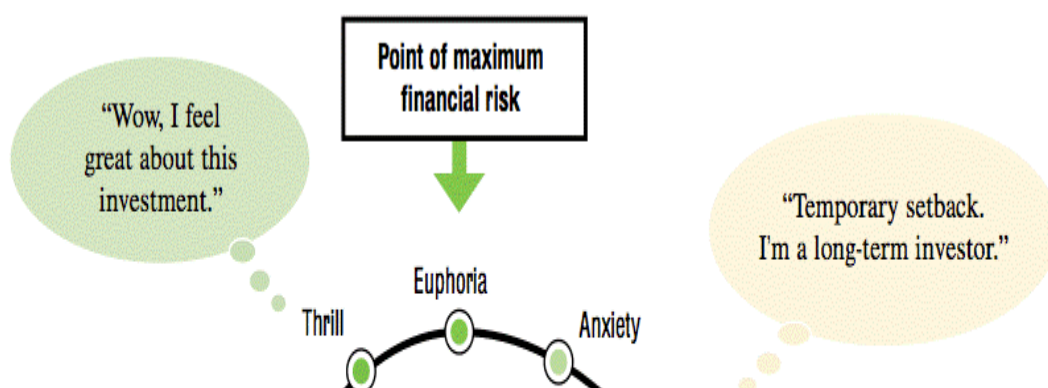 Point of maximum
financial risk
“Wow, I feel
great about this
investment.”
“Temporary setback.
I'm a long-term investor.”
Euphoria
Thrill
Anxiety